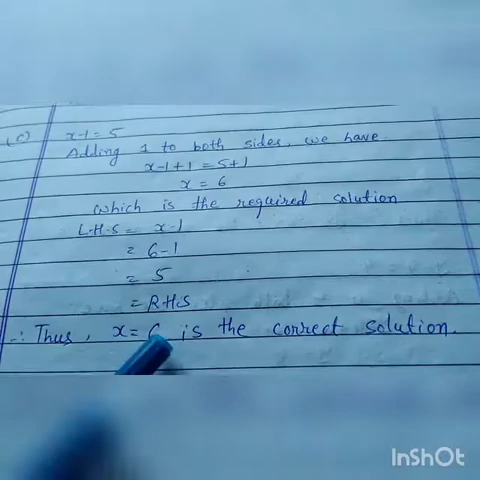 (c) x-1=5
Adding 1 to both sides, we have
x-1+1 = 5+1
x = 6
which is the required solution
L.H.S = x-1
= 6-1
= 5
= R.H.S
∴ Thus, x = 6 is the correct solution.
InShOt